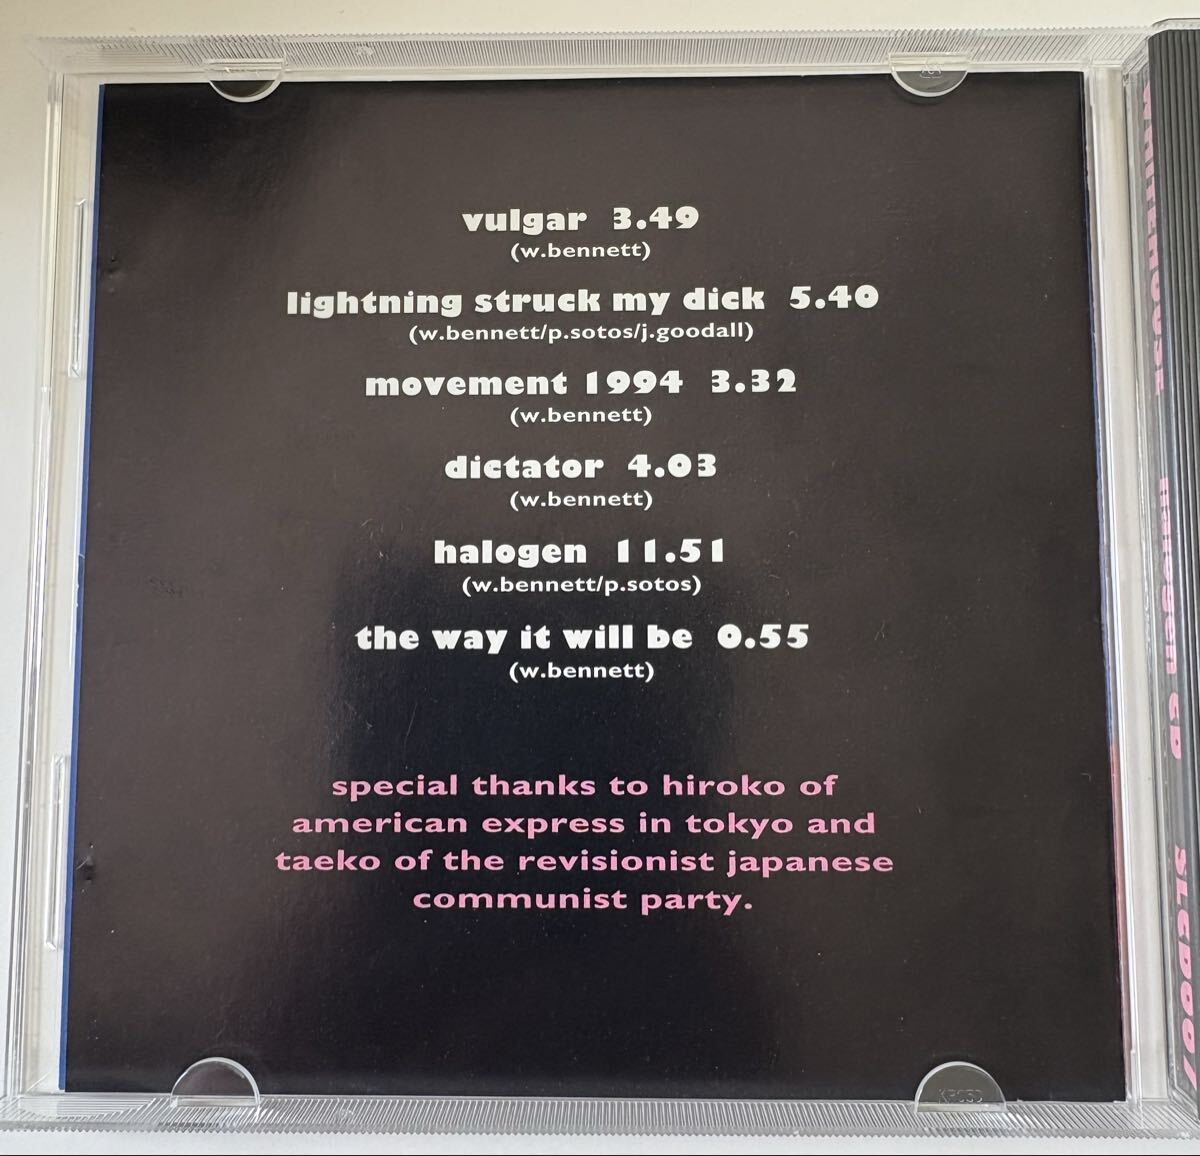 vulgar 3.49
(w.bennett)
lightning struck my dick 5.40
(w.bennett/p.sotos/j.goodall)
movement 1994 3.32
(w.bennett)
dictator 4.03
(w.bennett)
halogen 11.51
(w.bennett/p.sotos)
the way it will be 0.55
(w.bennett)
special thanks to hiroko of
american express in tokyo and
taeko of the revisionist japanese
communist party.
WHITEHOUSE
halogen CD
SLCD007